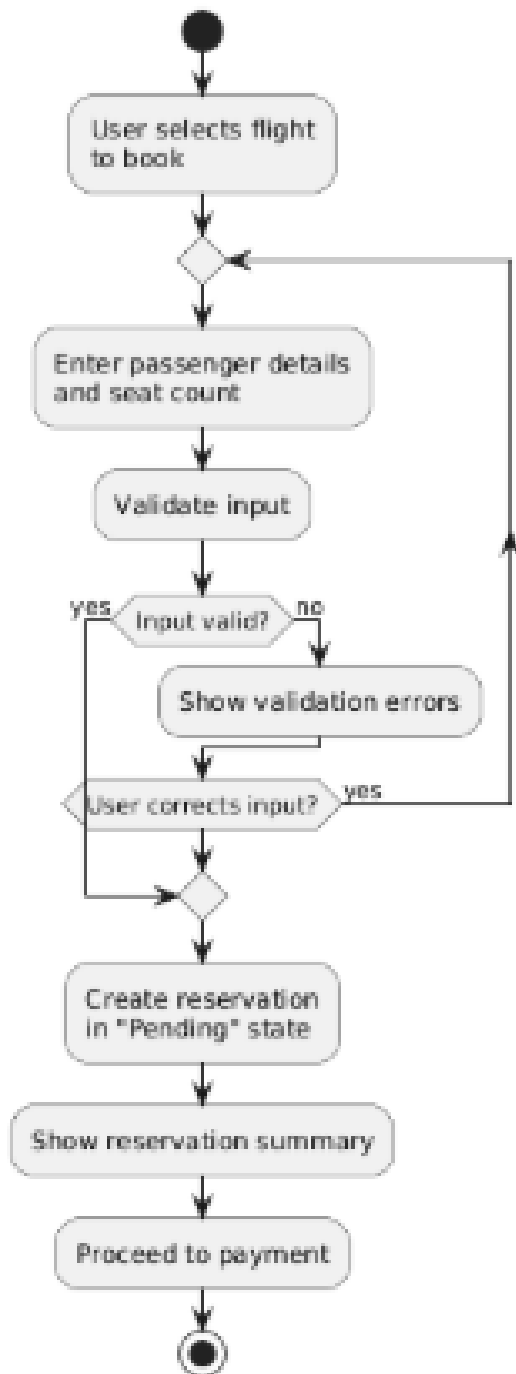 User selects flight
to book
Enter passenger details
and seat count
Validate input
yes
Input valid?
no
Show validation errors
User corrects input?
yes
Create reservation
in "Pending" state
Show reservation summary
Proceed to payment